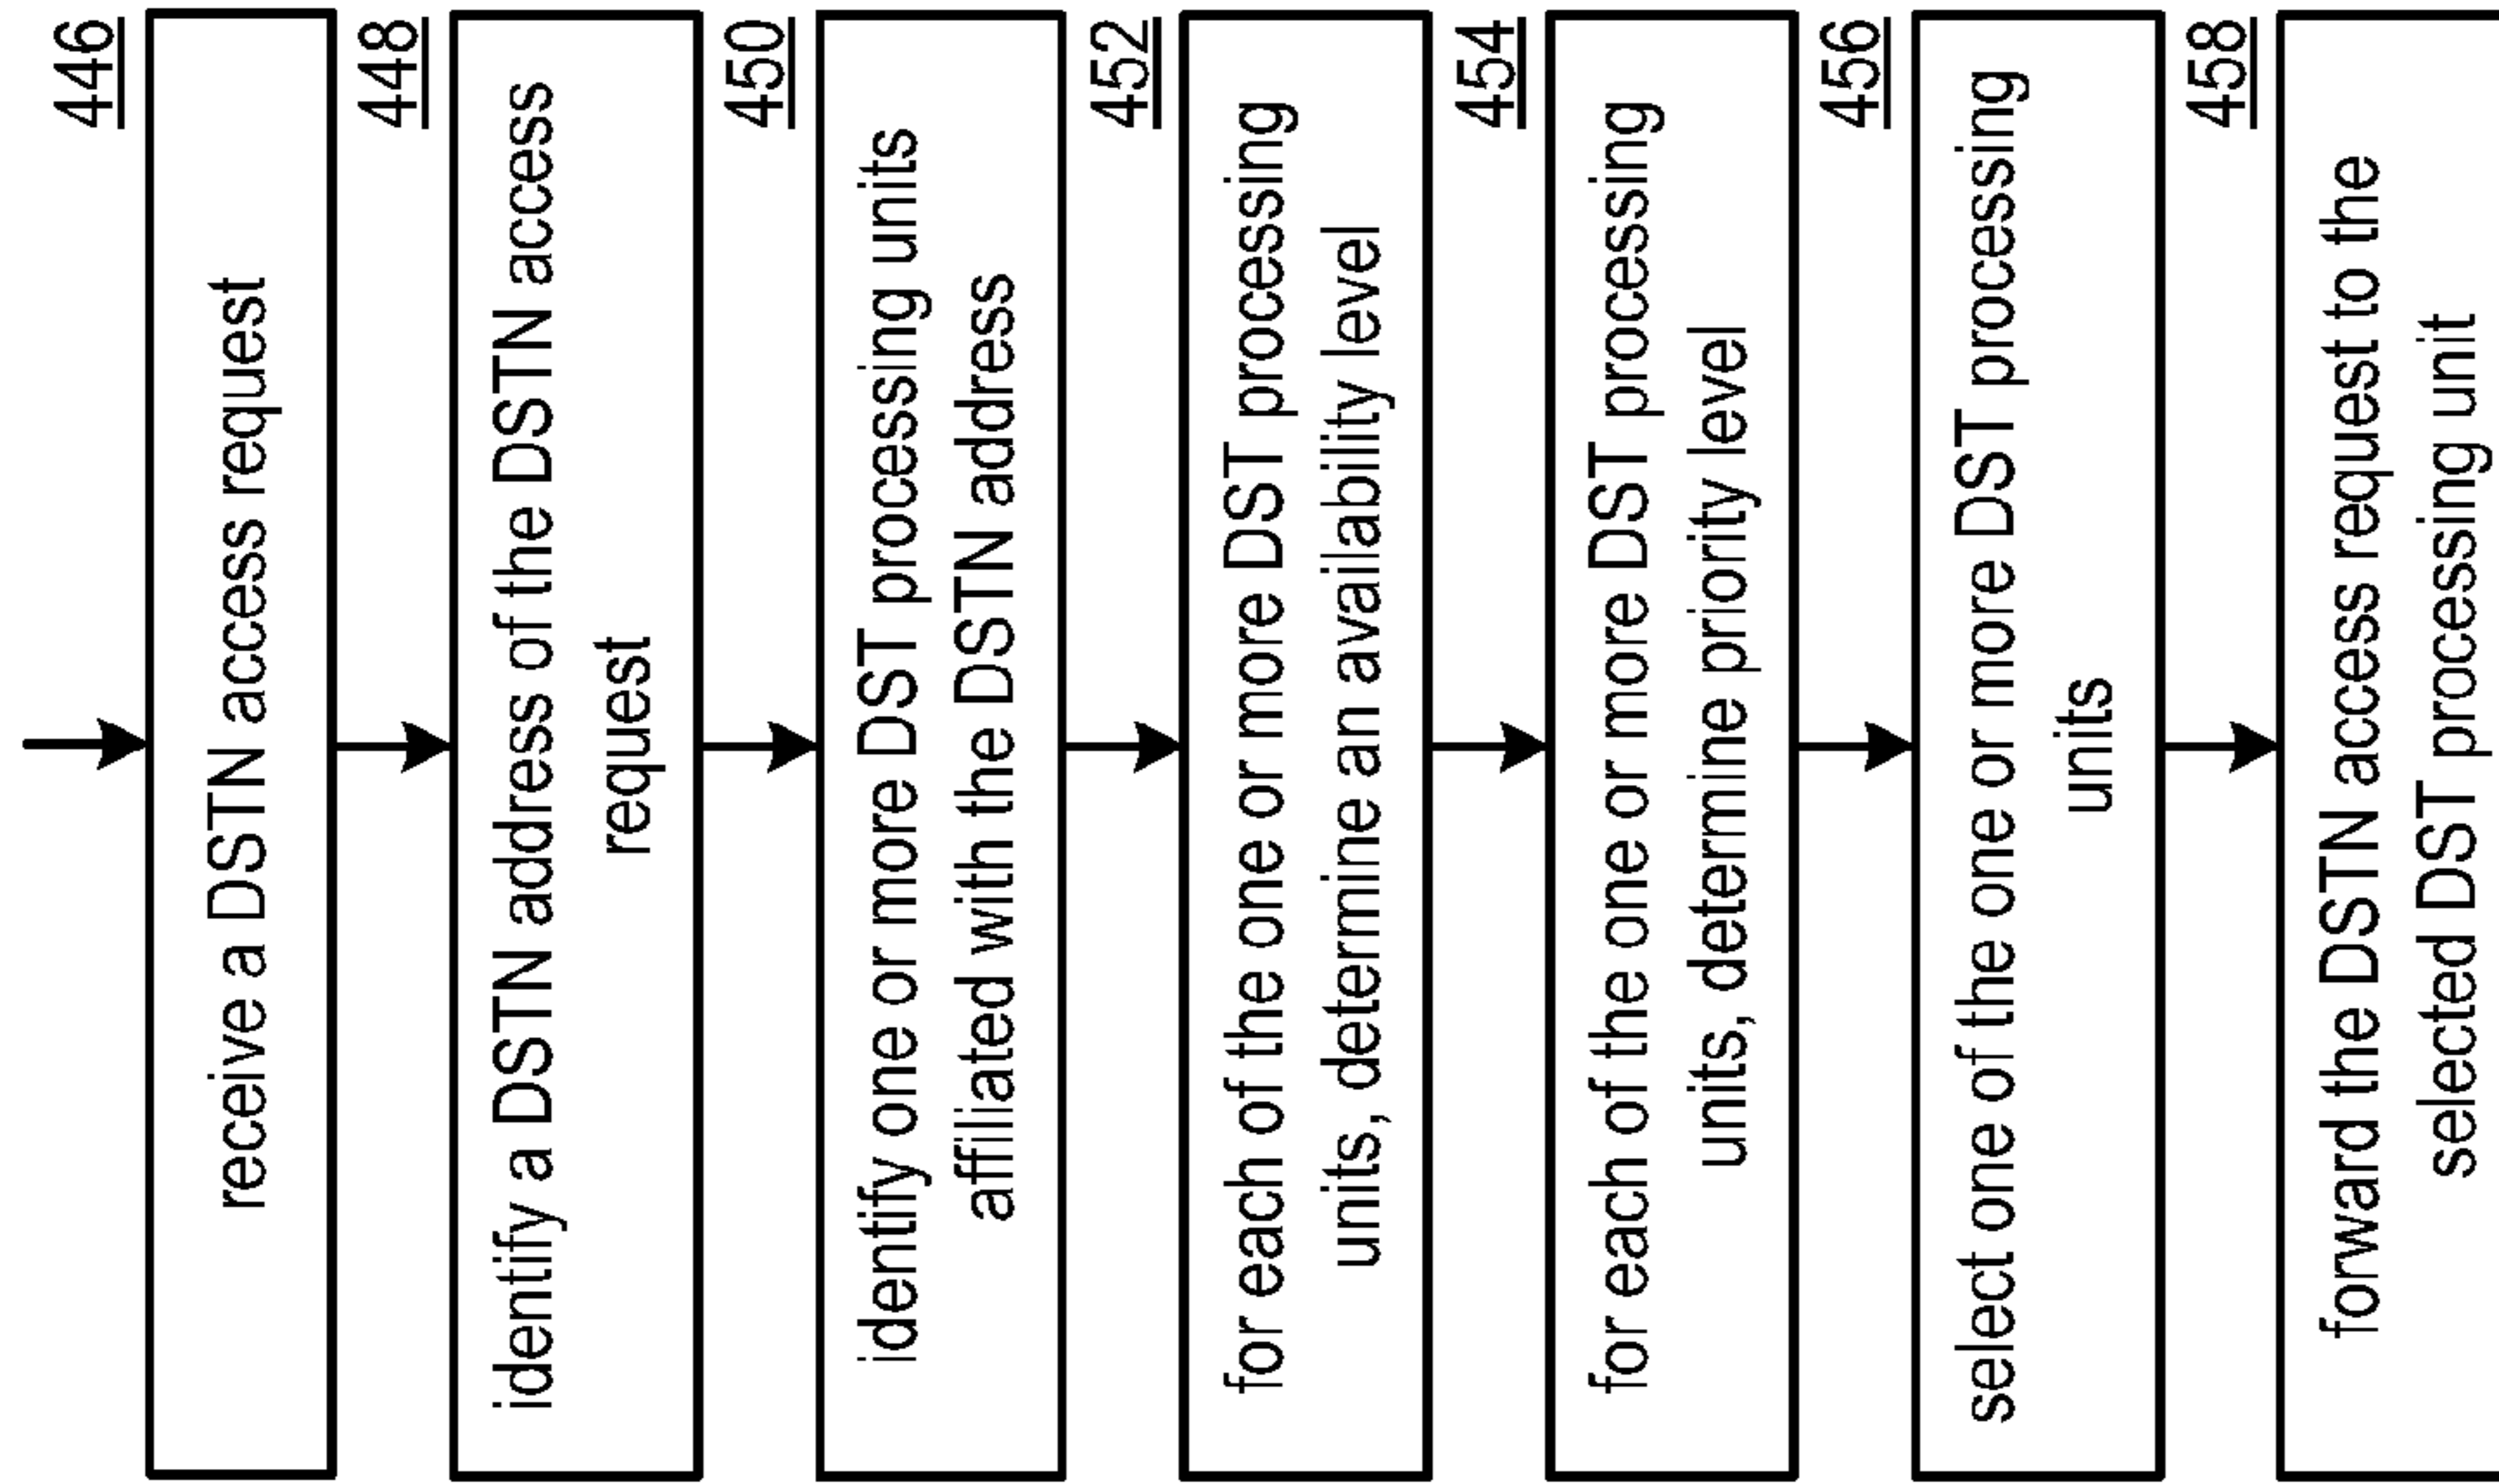 446
receive a DSTN access request
448
identify a DSTN address of the DSTN access
request
450
identify one or more DST processing units
affiliated with the DSTN address
452
for each of the one or more DST processing
units, determine an availability level
454
for each of the one or more DST processing
units, determine priority level
456
select one of the one or more DST processing
units
458
forward the DSTN access request to the
selected DST processing unit